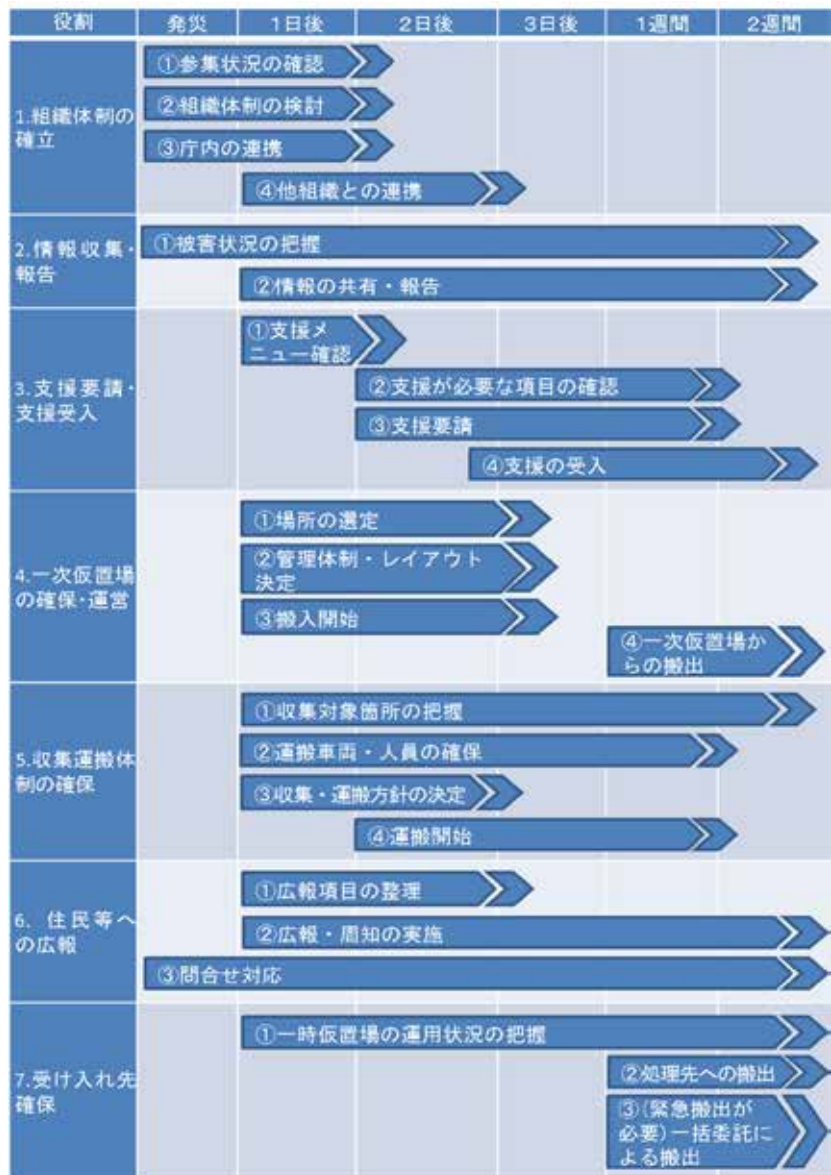 役割 発災 1日後 2日後 3日後 1週間 2週間
1.組織体制の
確立
①参集状況の確認
②組織体制の検討
③庁内の連携
④他組織との連携
2.情報収集・
報告
①被害状況の把握
②情報の共有・報告
3.支援要請・
支援受入
①支援メ
ニュー確認
②支援が必要な項目の確認
③支援要請
④支援の受入
4.一次仮置場
の確保・運営
①場所の選定
②管理体制・レイアウト
決定
③搬入開始
④一次仮置場か
らの搬出
5.収集運搬体
制の確保
①収集対象箇所の把握
②運搬車両・人員の確保
③収集・運搬方針の決定
④運搬開始
6. 住民等へ
の広報
①広報項目の整理
②広報・周知の実施
③問合せ対応
7.受け入れ先
確保
①一時仮置場の運用状況の把握
②処理先への搬出
③(緊急搬出が
必要)一括委託に
よる搬出